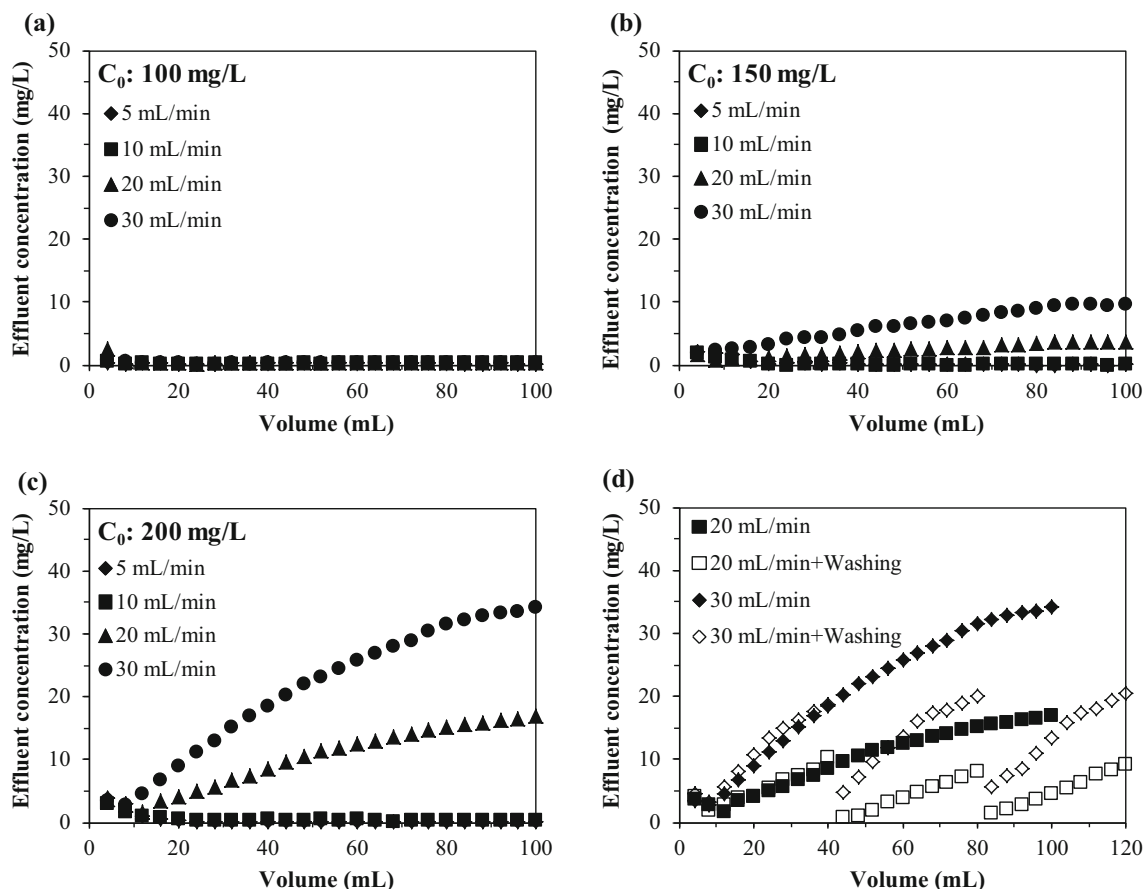 (a)
50
40
30
20
10
0
Effluent concentration (mg/L)
C₀: 100 mg/L
5 mL/min
10 mL/min
20 mL/min
30 mL/min
0 20 40 60 80 100
Volume (mL)
(b)
50
40
30
20
10
0
Effluent concentration (mg/L)
C₀: 150 mg/L
5 mL/min
10 mL/min
20 mL/min
30 mL/min
0 20 40 60 80 100
Volume (mL)
(c)
50
40
30
20
10
0
Effluent concentration (mg/L)
C₀: 200 mg/L
5 mL/min
10 mL/min
20 mL/min
30 mL/min
0 20 40 60 80 100
Volume (mL)
(d)
50
40
30
20
10
0
Effluent concentration (mg/L)
20 mL/min
20 mL/min+Washing
30 mL/min
30 mL/min+Washing
0 20 40 60 80 100 120
Volume (mL)